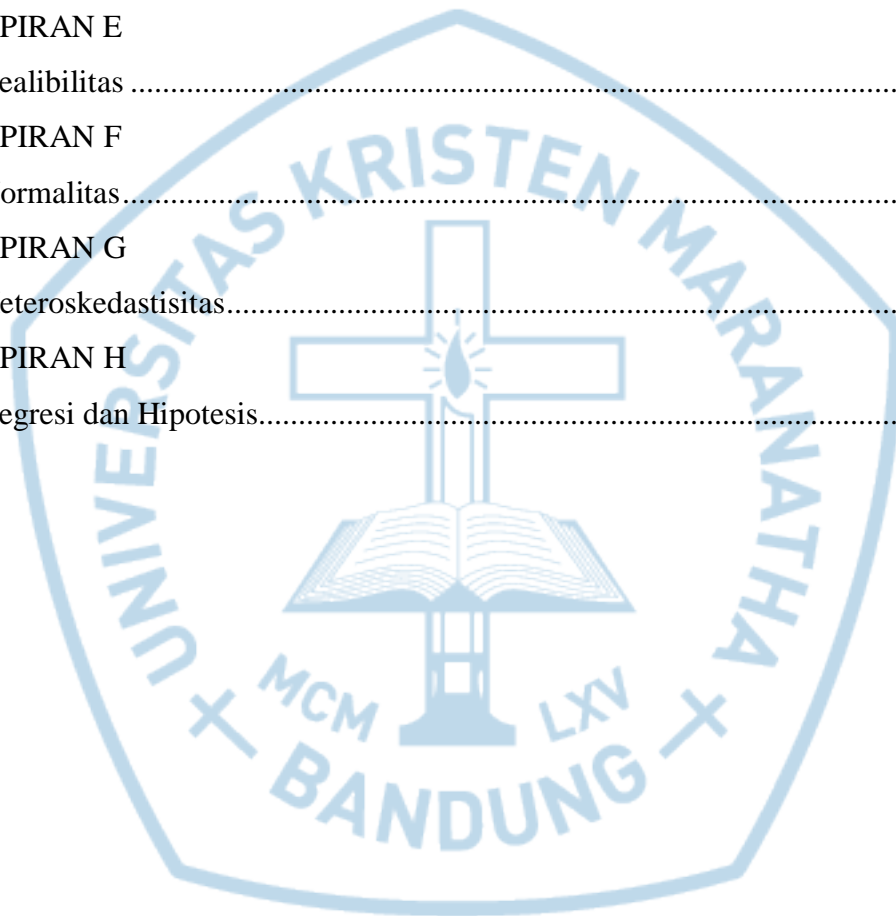 PIRAN E
ealibilitas ........................................................................................................
PIRAN F
ormalitas.........................................................................................................
PIRAN G
eteroskedastisitas...........................................................................................
PIRAN H
egresi dan Hipotesis.......................................................................................
UNIVERSITAS KRISTEN MARANATHA
MCM LXV
BANDUNG